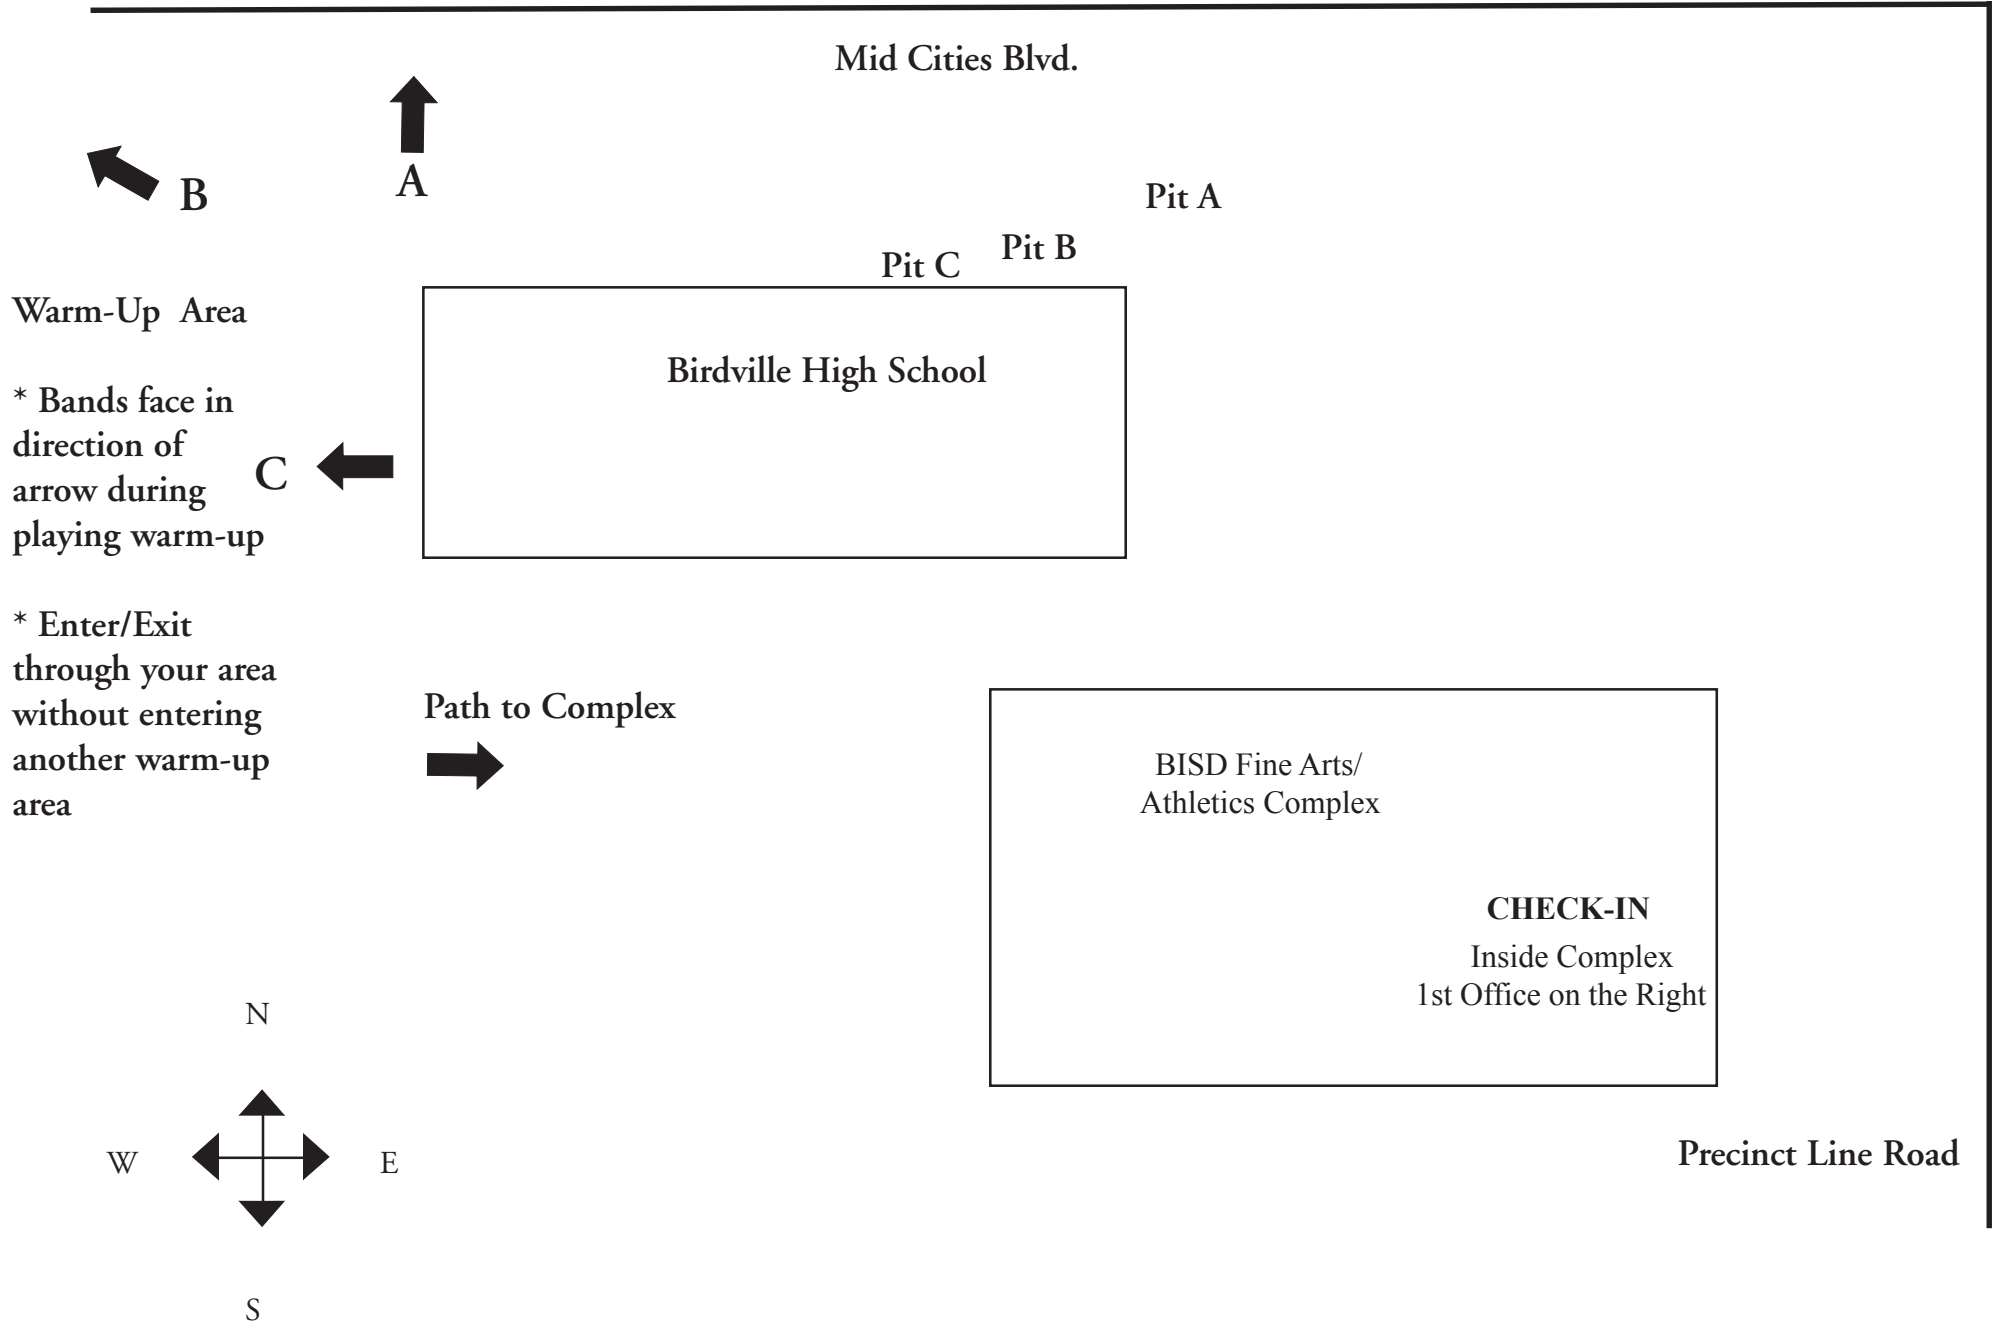 Mid Cities Blvd.
A
B
Pit A
Pit B
Pit C
Warm-Up Area
Birdville High School
* Bands face in
direction of
arrow during
playing warm-up
C
* Enter/Exit
through your area
without entering
another warm-up
area
Path to Complex
BISD Fine Arts/
Athletics Complex
CHECK-IN
Inside Complex
1st Office on the Right
N
W
E
S
Precinct Line Road